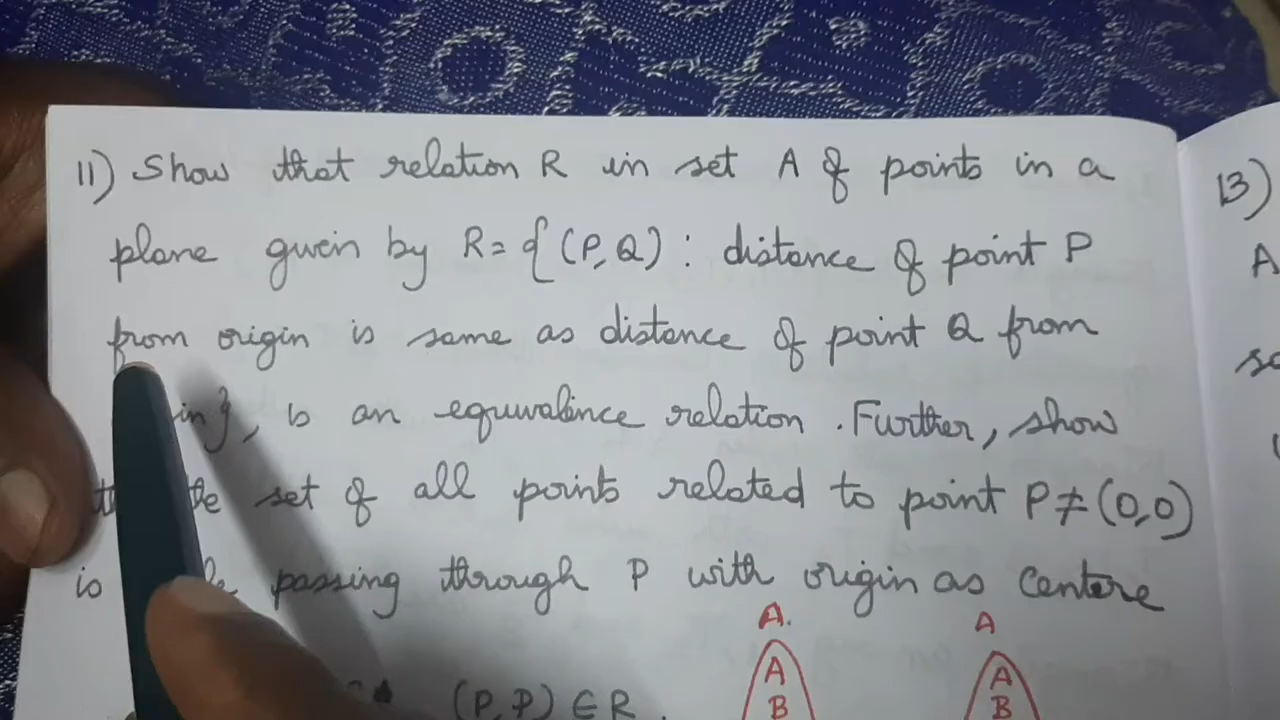 11) Show that relation R in set A of points in a
plane given by R = {(P,Q) : distance of point P
from origin is same as distance of point Q from
in}, is an equivalence relation. Further, show
set of all points related to point P ≠ (0,0)
is passing through P with origin as Centere
A. A
A A
(P, P) ∈ R. B B
13)
A